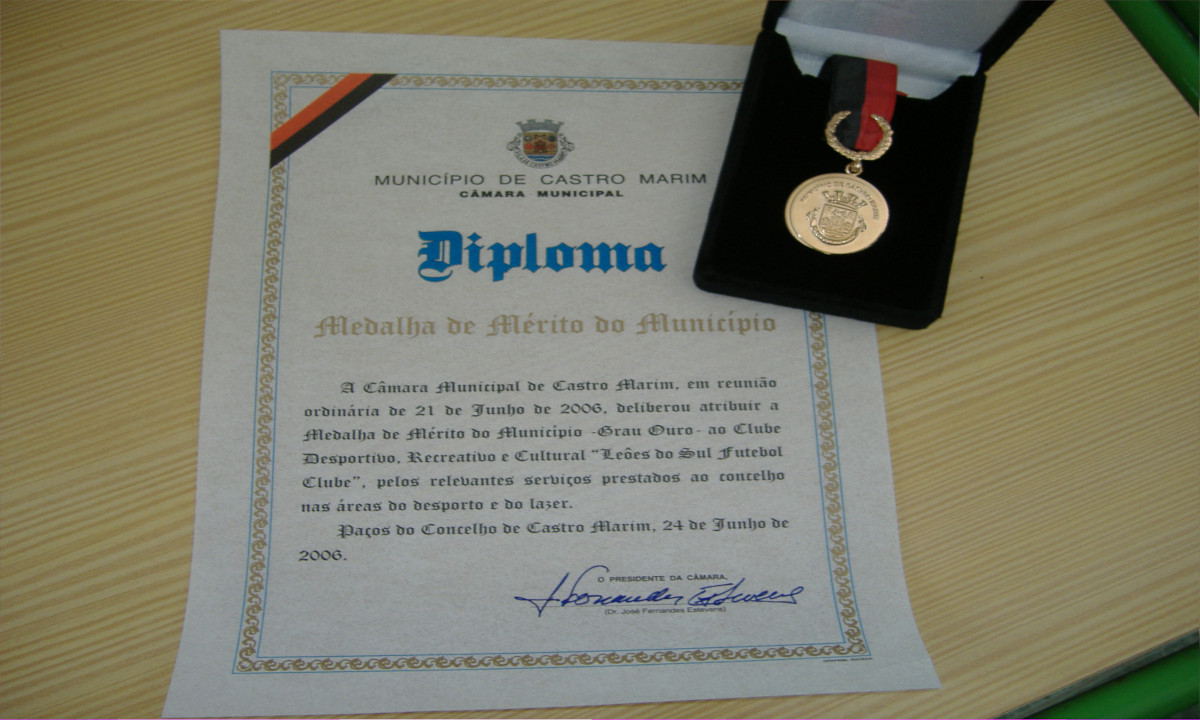 MUNICÍPIO DE CASTRO MARIM
CÂMARA MUNICIPAL
Diploma
Medalha de Mérito do Município
A Câmara Municipal de Castro Marim, em reunião
ordinária de 21 de Junho de 2006, deliberou atribuir a
Medalha de Mérito do Município -Grau Ouro- ao Clube
Desportivo, Recreativo e Cultural “Leões do Sul Futebol
Clube”, pelos relevantes serviços prestados ao concelho
nas áreas do desporto e do lazer.
Paços do Concelho de Castro Marim, 24 de Junho de
2006.
O PRESIDENTE DA CÂMARA,
(Dr. José Fernandes Estevens)